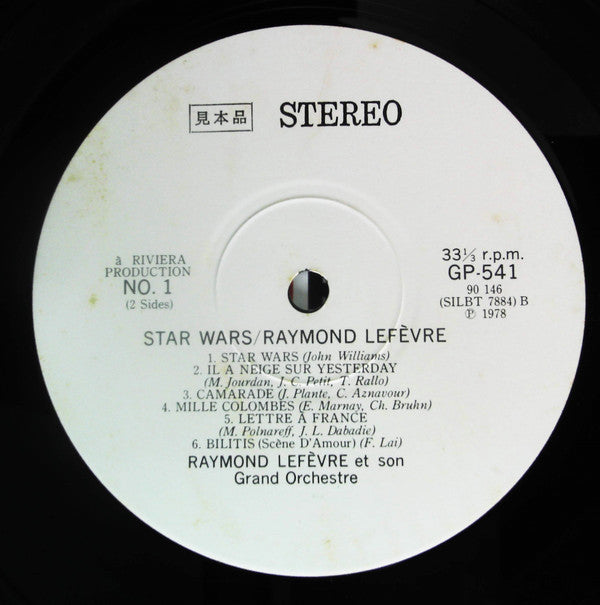 見本品 STEREO
à RIVIERA
PRODUCTION
NO. 1
(2 Sides)
33⅓ r.p.m.
GP-541
90 146
(SILBT 7884) B
Ⓟ 1978
STAR WARS/RAYMOND LEFÈVRE
1. STAR WARS (John Williams)
2. IL A NEIGE SUR YESTERDAY
(M. Jourdan, J. C. Petit, T. Rallo)
3. CAMARADE (J. Plante, C. Aznavour)
4. MILLE COLOMBES (E. Marnay, Ch. Bruhn)
5. LETTRE À FRANCE
(M. Polnareff, J. L. Dabadie)
6. BILITIS (Scène D'Amour) (F. Lai)
RAYMOND LEFÈVRE et son
Grand Orchestre